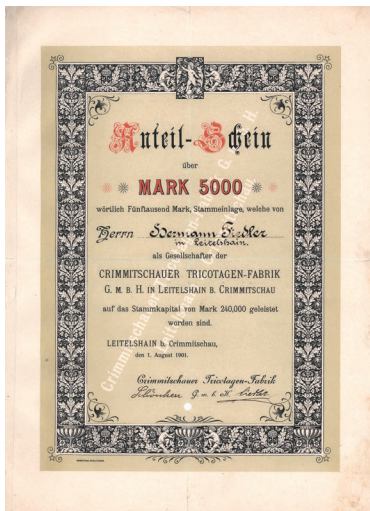 Anteil-Schein
über
MARK 5000
wörtlich Fünftausend Mark, Stammeinlage, welche von
Herrn Hermann Fiedler
in Leitelshain.
als Gesellschafter der
CRIMMITSCHAUER TRICOTAGEN-FABRIK
G. M. B. H. IN LEITELSHAIN B. CRIMMITSCHAU
auf das Stammkapital von Mark 240,000 geleistet
worden sind.
LEITELSHAIN b. Crimmitschau,
den 1. August 1901.
Crimmitschauer Tricotagen-Fabrik
G. m. b. H.